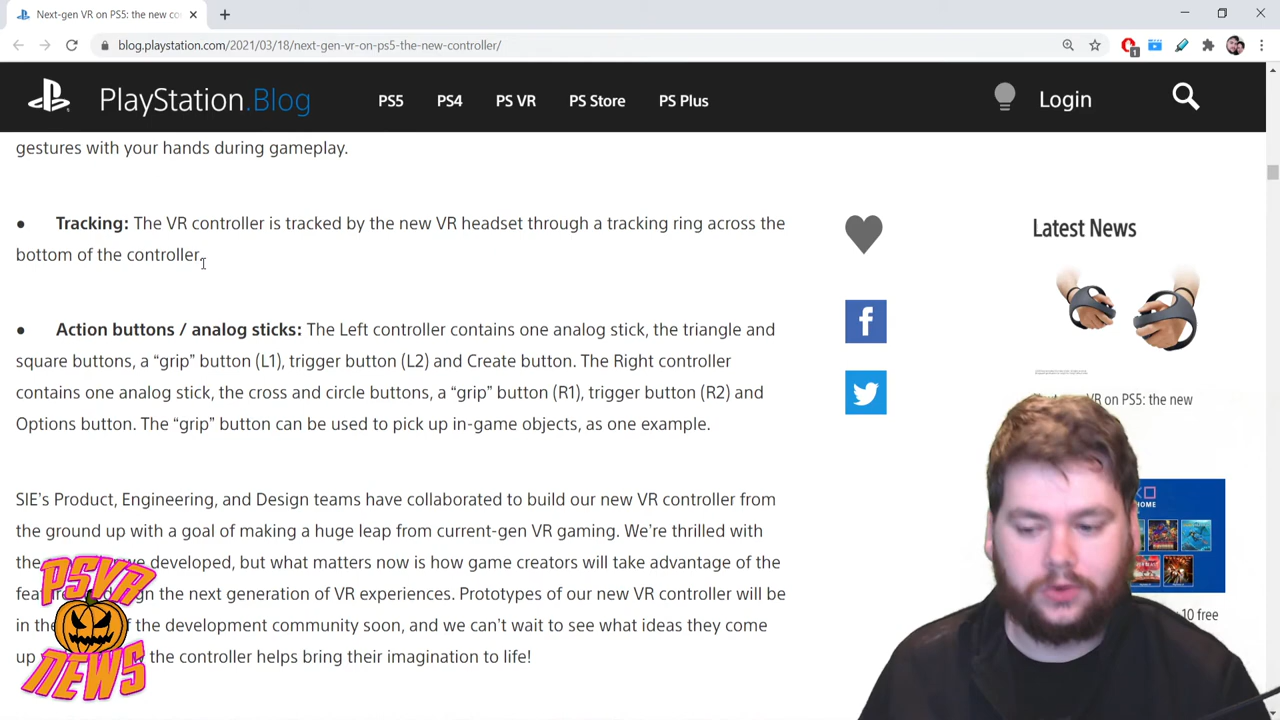 Next-gen VR on PS5: the new co
blog.playstation.com/2021/03/18/next-gen-vr-on-ps5-the-new-controller/
1
PlayStation.Blog
PS5
PS4
PS VR
PS Store
PS Plus
Login
gestures with your hands during gameplay.
● Tracking: The VR controller is tracked by the new VR headset through a tracking ring across the
bottom of the controller.
● Action buttons / analog sticks: The Left controller contains one analog stick, the triangle and
square buttons, a “grip” button (L1), trigger button (L2) and Create button. The Right controller
contains one analog stick, the cross and circle buttons, a “grip” button (R1), trigger button (R2) and
Options button. The “grip” button can be used to pick up in-game objects, as one example.
SIE’s Product, Engineering, and Design teams have collaborated to build our new VR controller from
the ground up with a goal of making a huge leap from current-gen VR gaming. We’re thrilled with
the we developed, but what matters now is how game creators will take advantage of the
the next generation of VR experiences. Prototypes of our new VR controller will be
in the of the development community soon, and we can’t wait to see what ideas they come
up the controller helps bring their imagination to life!
Latest News
VR on PS5: the new
HOME
10 free
PSVR
NEWS